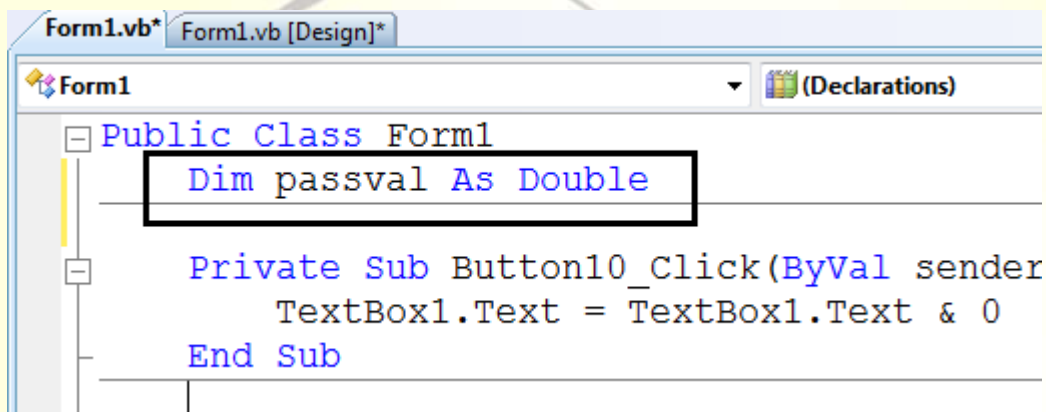 Form1.vb* Form1.vb [Design]*
Form1 (Declarations)
Public Class Form1
Dim passval As Double
Private Sub Button10_Click(ByVal sender
TextBox1.Text = TextBox1.Text & 0
End Sub